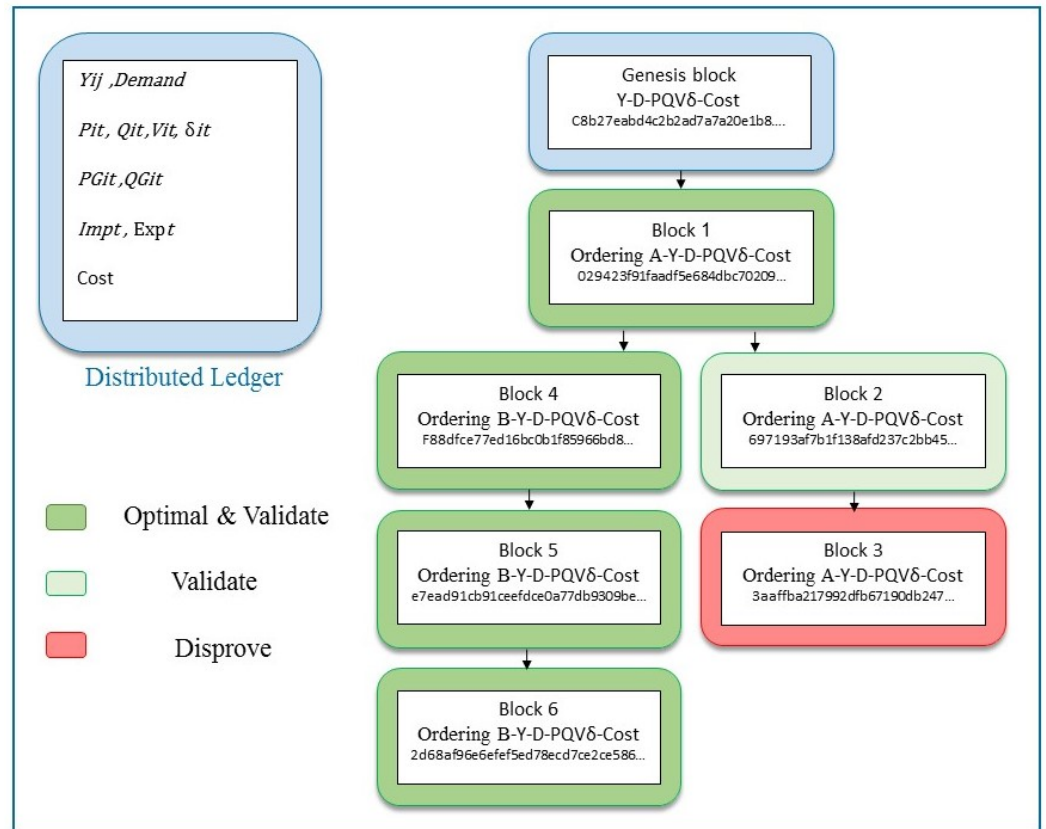 Yij ,Demand
Pit, Qit,Vit, δit
PGit ,QGit
Impt , Expt
Cost
Distributed Ledger
Optimal & Validate
Validate
Disprove
Genesis block
Y-D-PQVδ-Cost
C8b27eabd4c2b2ad7a7a20e1b8....
Block 1
Ordering A-Y-D-PQVδ-Cost
029423f91faadf5e684dbc70209...
Block 4
Ordering B-Y-D-PQVδ-Cost
F88dfce77ed16bc0b1f85966bd8...
Block 2
Ordering A-Y-D-PQVδ-Cost
697193af7b1f138afd237c2bb45...
Block 5
Ordering B-Y-D-PQVδ-Cost
e7ead91cb91ceefdce0a77db9309be...
Block 3
Ordering A-Y-D-PQVδ-Cost
3aaffba217992dfb67190db247...
Block 6
Ordering B-Y-D-PQVδ-Cost
2d68af96e6efef5ed78ecd7ce2ce586...